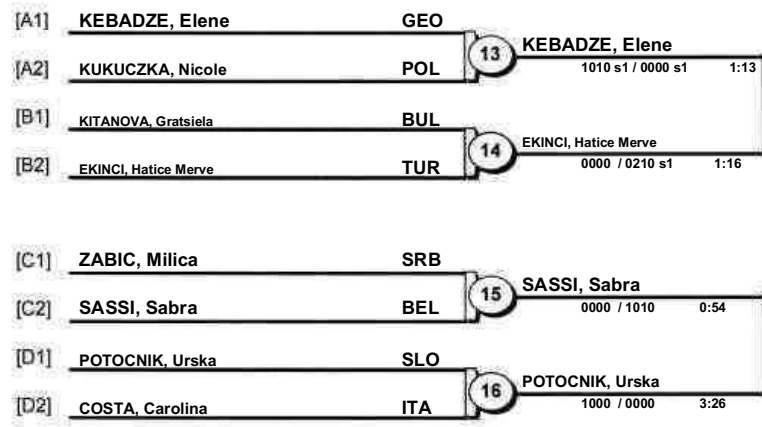 [A1] KEBADZE, Elene GEO
[A2] KUKUCZKA, Nicole POL
13 KEBADZE, Elene
1010 s1 / 0000 s1 1:13
[B1] KITANOVA, Gratsiela BUL
[B2] EKINCI, Hatice Merve TUR
14 EKINCI, Hatice Merve
0000 / 0210 s1 1:16
[C1] ZABIC, Milica SRB
[C2] SASSI, Sabra BEL
15 SASSI, Sabra
0000 / 1010 0:54
[D1] POTOCNIK, Urska SLO
[D2] COSTA, Carolina ITA
16 POTOCNIK, Urska
1000 / 0000 3:26